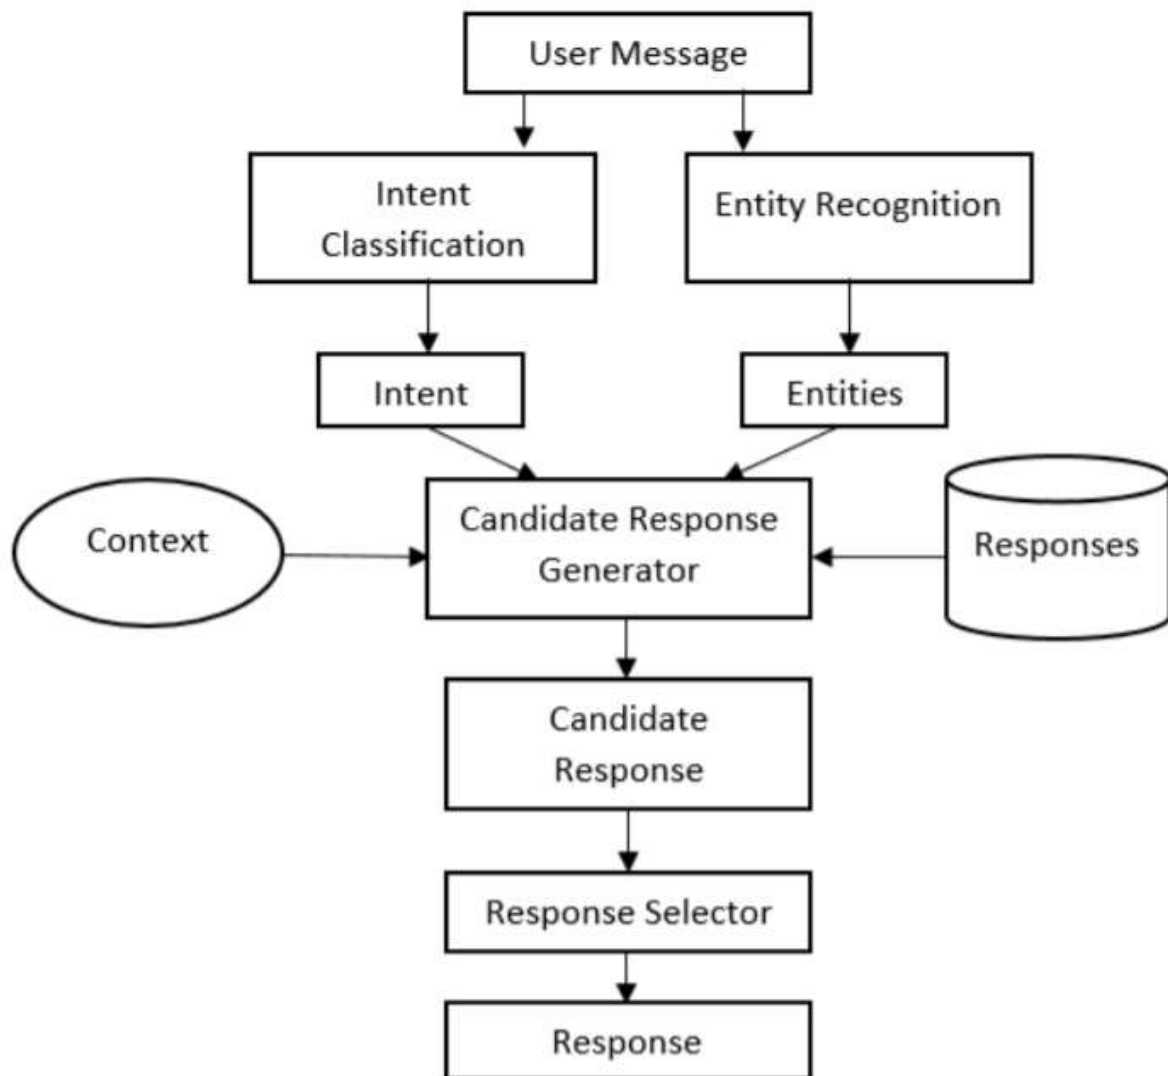 User Message
Intent
Classification
Entity Recognition
Intent
Entities
Context
Candidate Response
Generator
Responses
Candidate
Response
Response Selector
Response